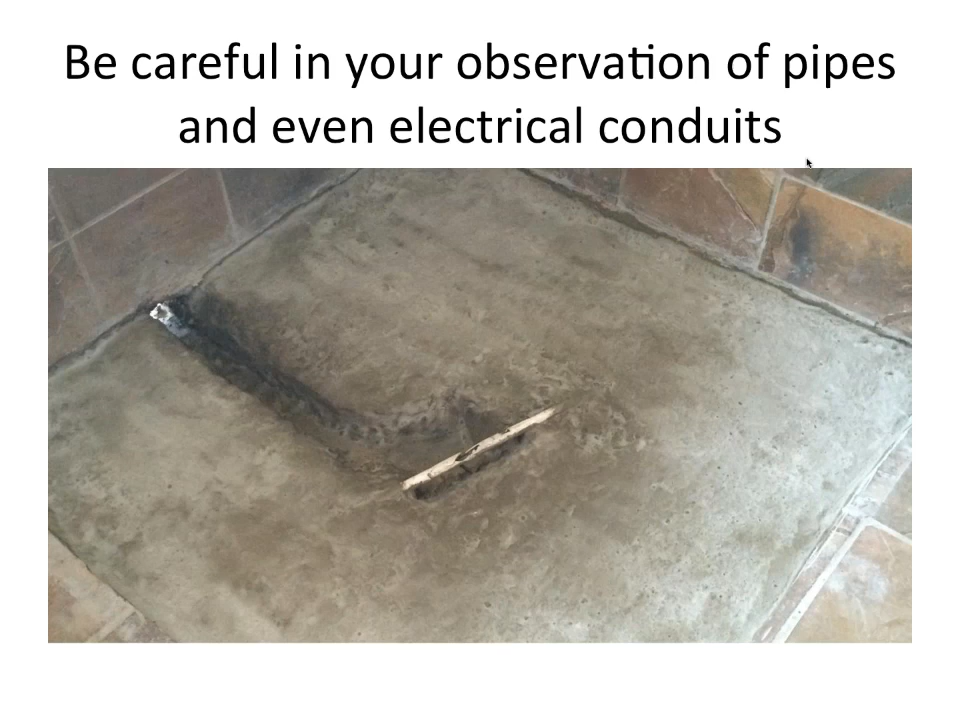 Be careful in your observation of pipes
and even electrical conduits